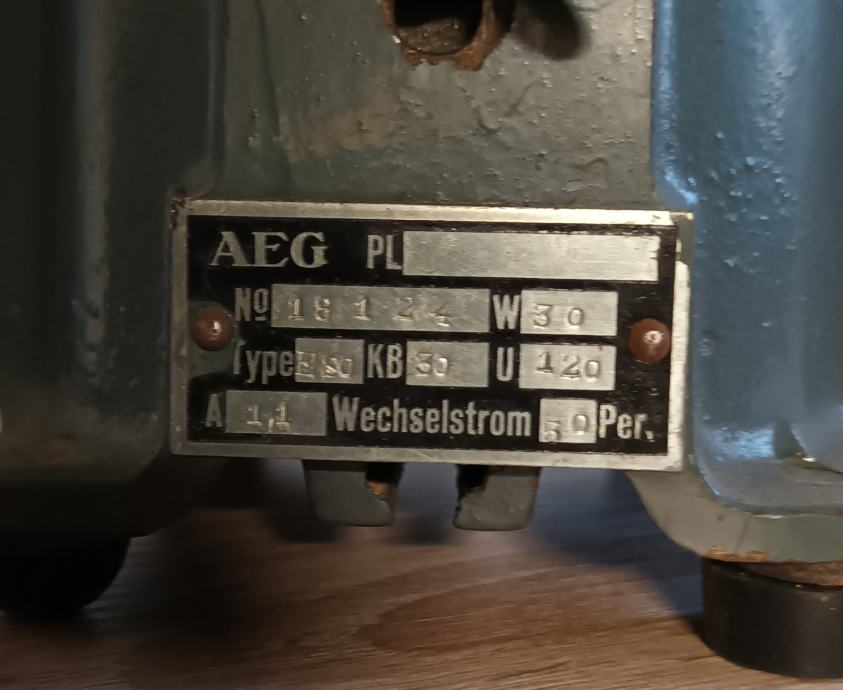 AEG PL
No 18124 W 30
Type KB 30 U 120
A 1,1 Wechselstrom 50 Per.